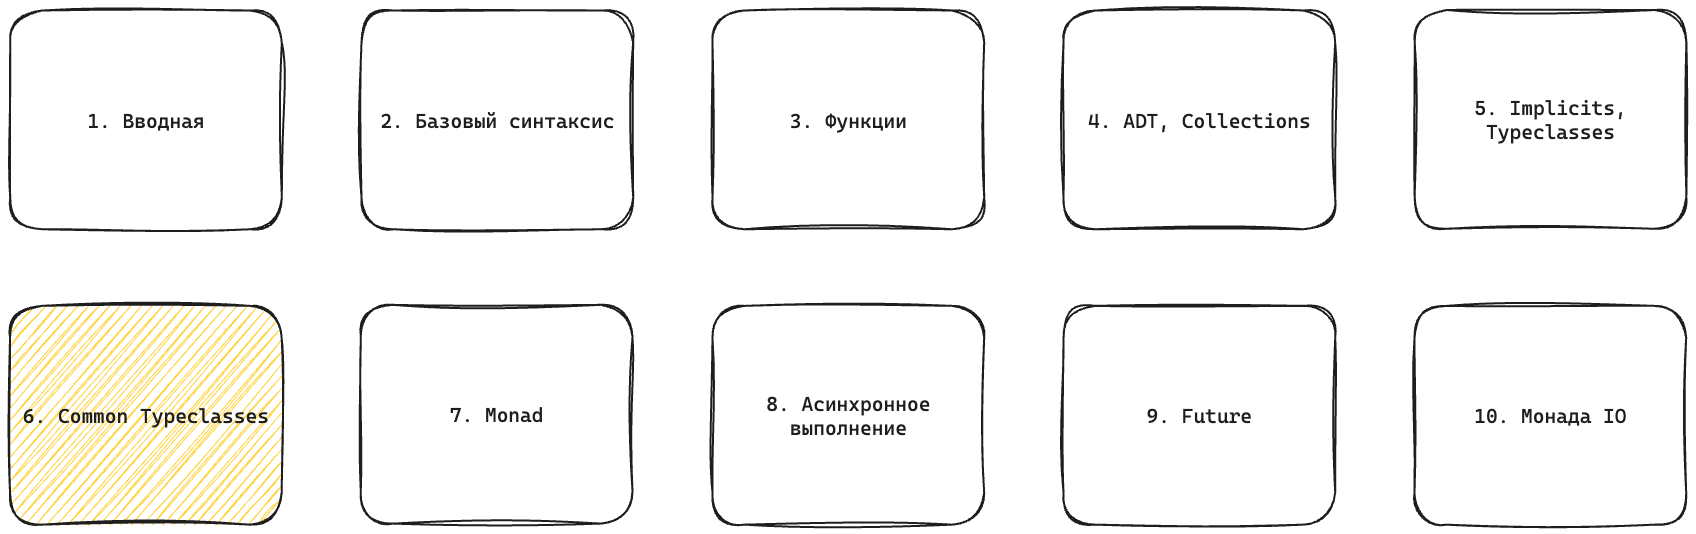 1. Вводная
2. Базовый синтаксис
3. Функции
4. ADT, Collections
5. Implicits,
Typeclasses
6. Common Typeclasses
7. Monad
8. Асинхронное
выполнение
9. Future
10. Монада IO